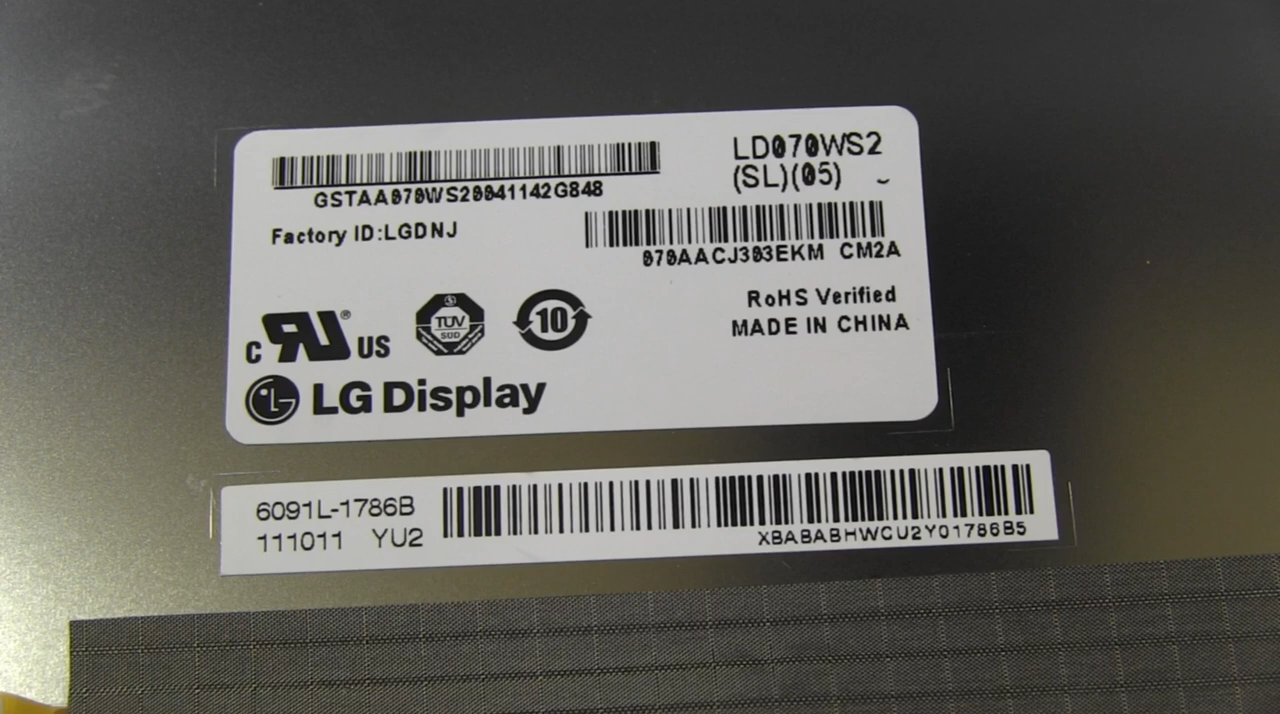 LD070WS2
(SL)(05)
GSTAA070WS20041142G848
Factory ID:LGDNJ
070AACJ303EKM CM2A
RoHS Verified
MADE IN CHINA
C RU® US
TÜV
SÜD
10
LG Display
6091L-1786B
111011 YU2
XBABABHWCU2Y01786B5